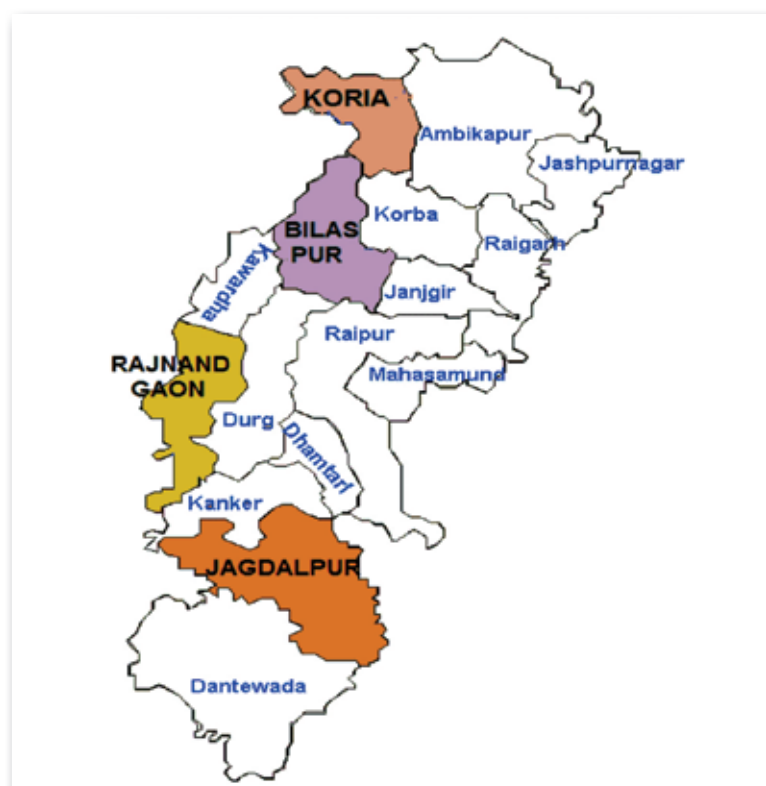 KORIA
Ambikapur
Jashpurnagar
Korba
BILAS
PUR
Raigarh
Kawardha
Janjgir
Raipur
RAJNAND
GAON
Mahasamund
Durg
Dhamtari
Kanker
JAGDALPUR
Dantewada